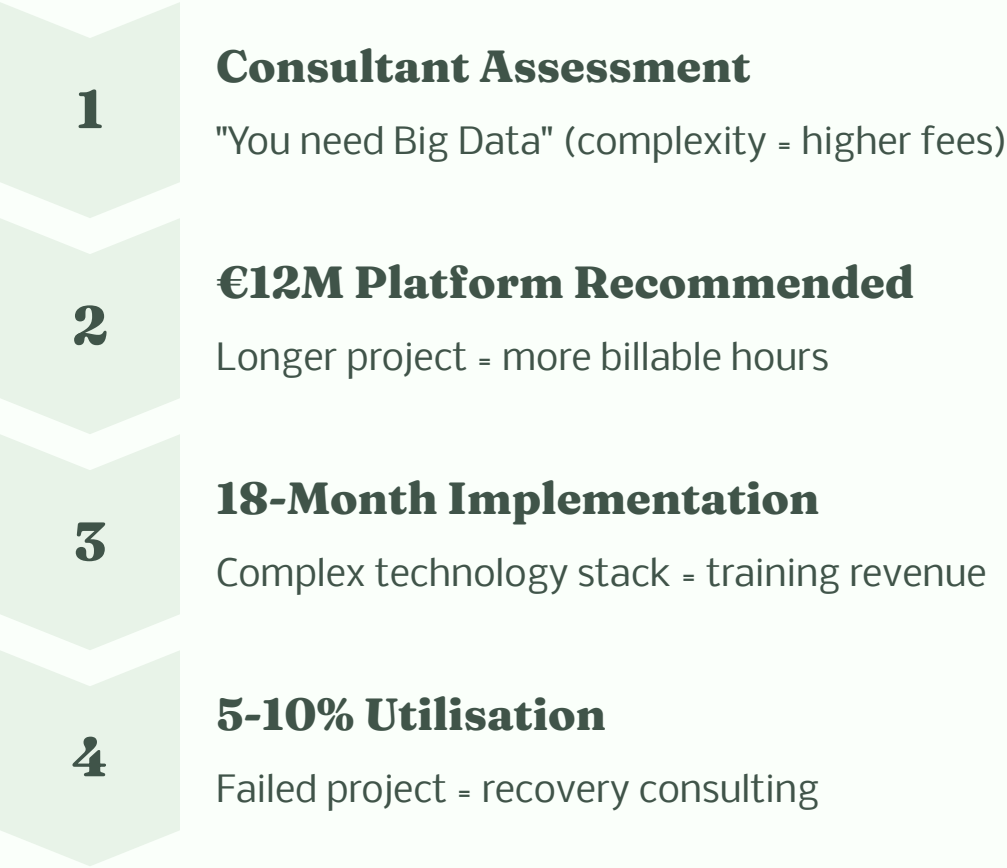 1
Consultant Assessment
"You need Big Data" (complexity = higher fees)
2
€12M Platform Recommended
Longer project = more billable hours
3
18-Month Implementation
Complex technology stack = training revenue
4
5-10% Utilisation
Failed project = recovery consulting